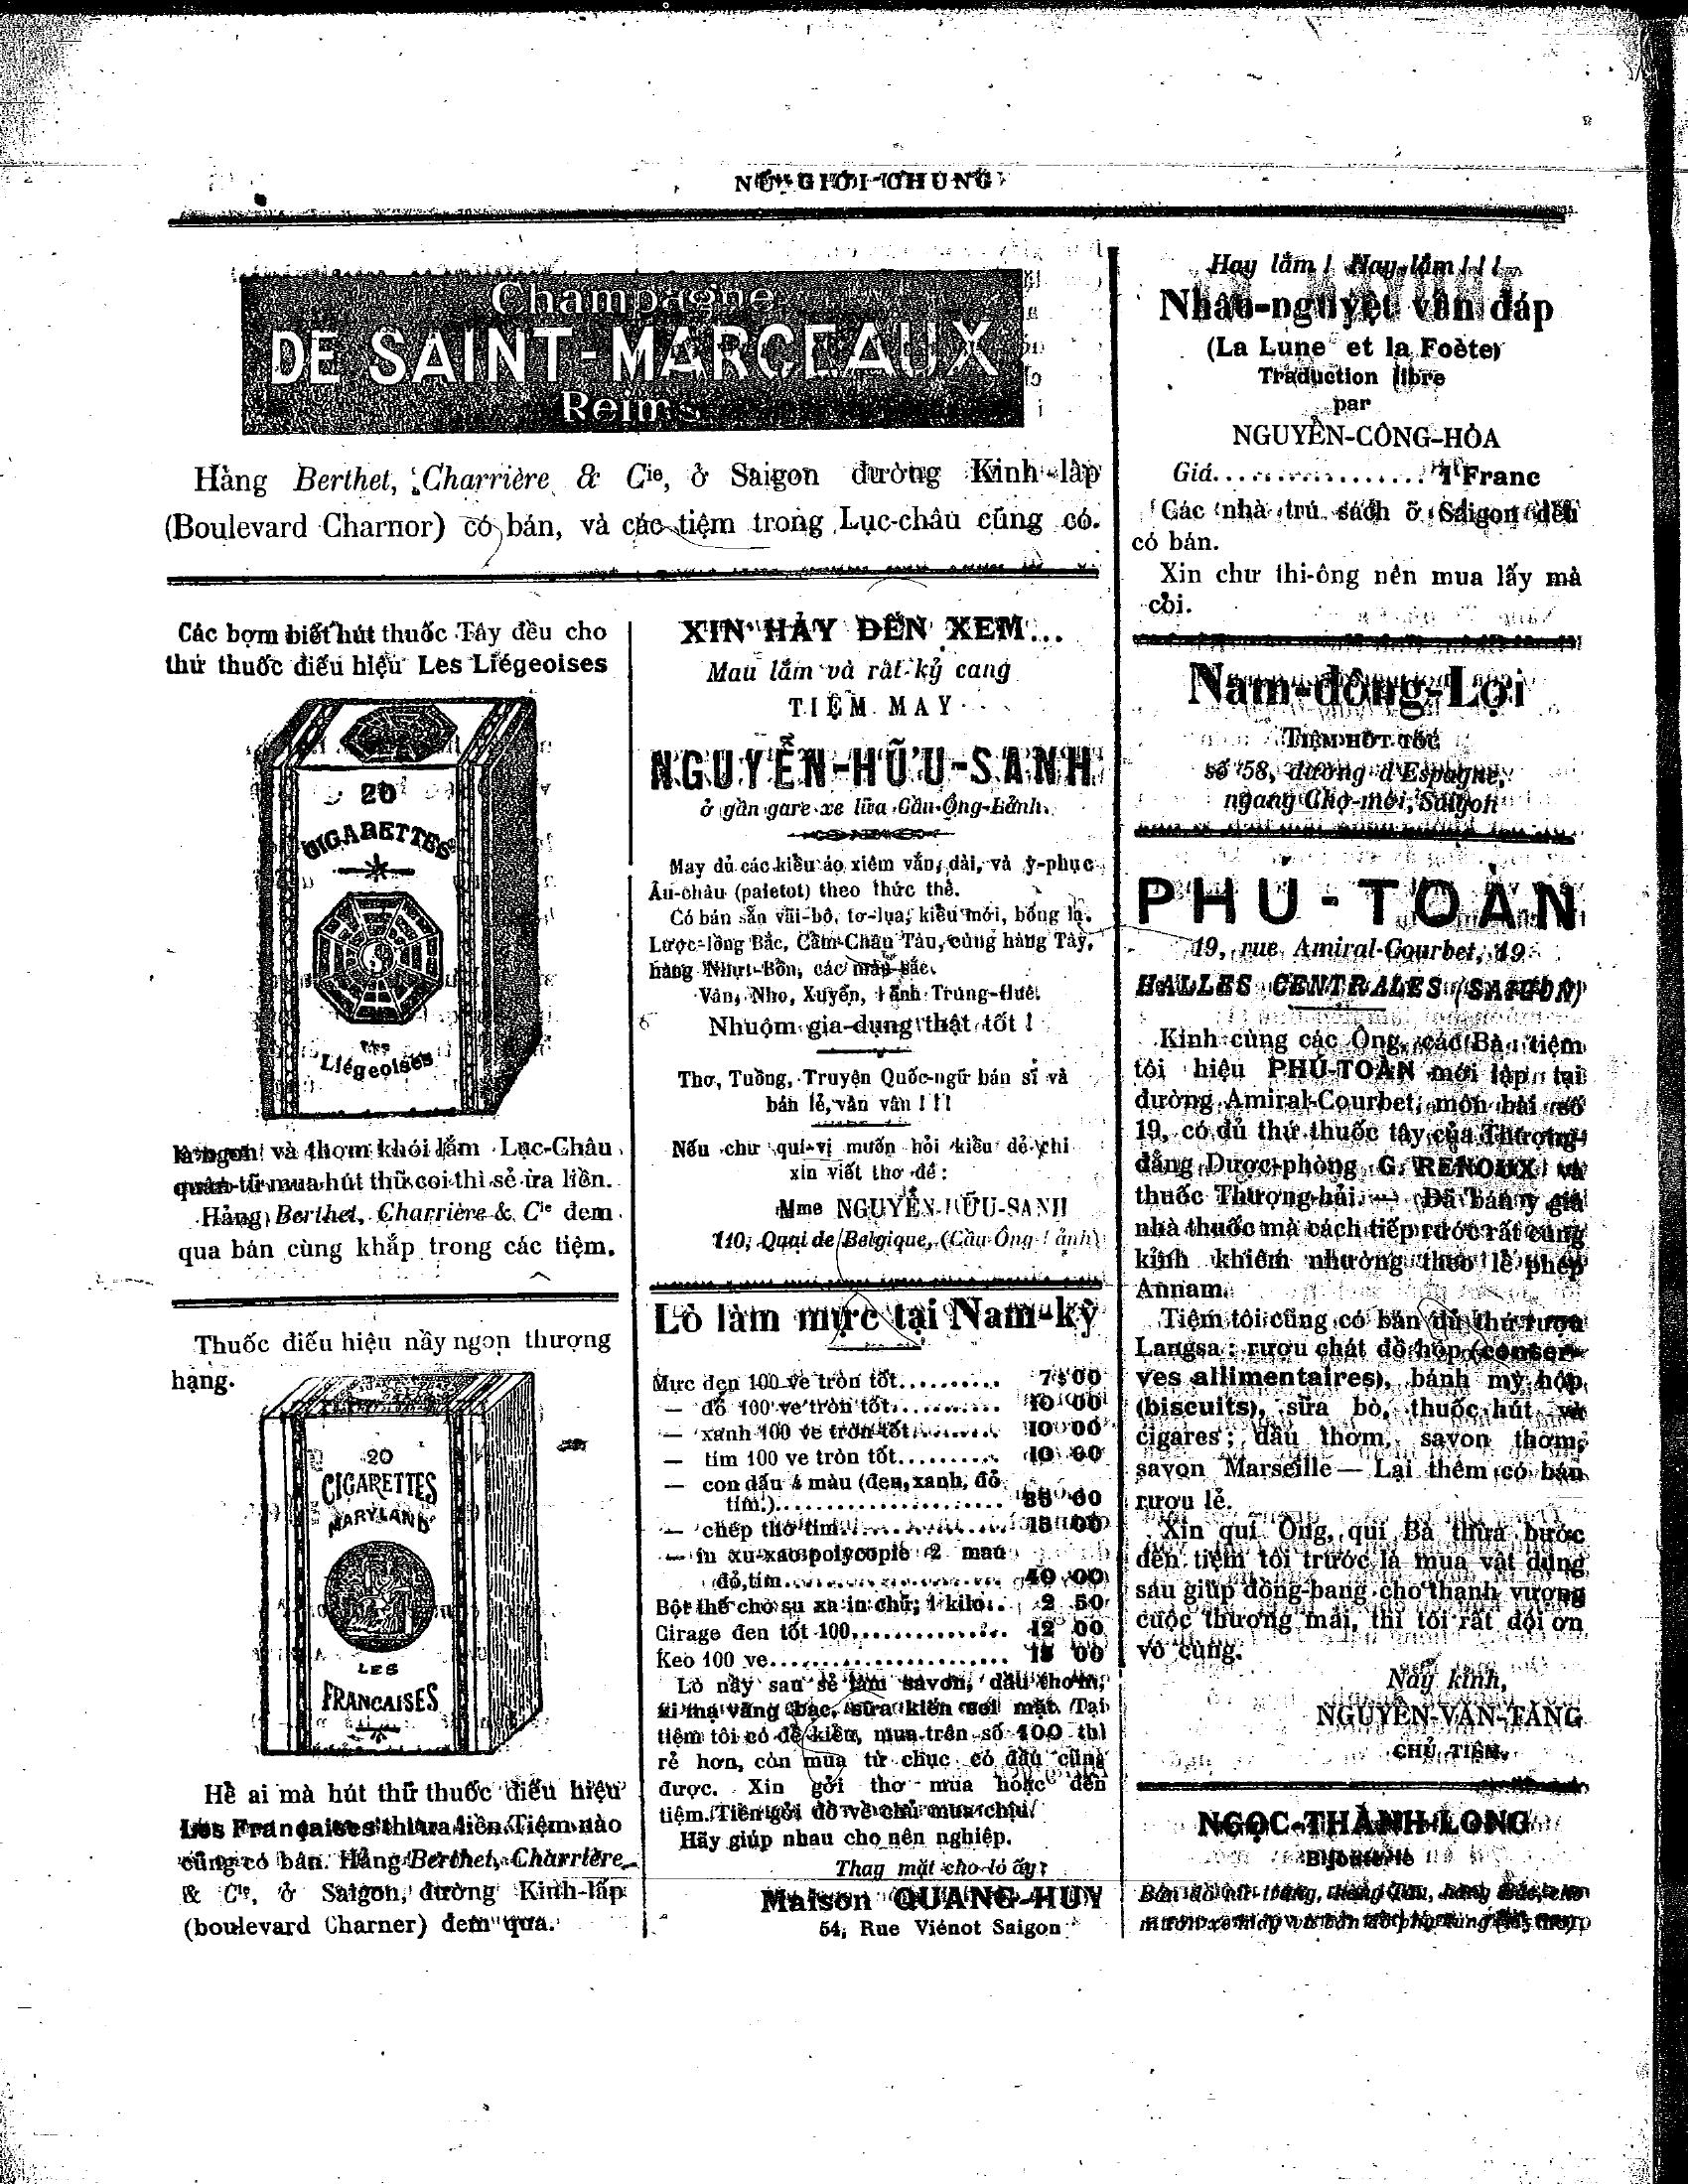 NỮ-GIỚI-CHUNG
Champagne
DE SAINT-MARCEAUX
Reims
Hàng Berthet, Charrière & Cie, ở Saigon đường Kinh-lấp
(Boulevard Charnor) có bán, và các tiệm trong Lục-châu cũng có.
Các bợm biết hút thuốc Tây đều cho
thứ thuốc điếu hiệu Les Liégeoises
20
CIGARETTES
Les
Liégeoises
là ngon và thơm khói lắm Lục-Châu
quân-tử mua hút thử coi thì sẻ ưa liền.
Hảng Berthet, Charrière & Cie đem
qua bán cùng khắp trong các tiệm.
Thuốc điếu hiệu nầy ngon thượng
hạng.
20
CIGARETTES
MARYLAND
LES
FRANCAISES
Hễ ai mà hút thử thuốc điếu hiệu
Les Françaises thì ưa liền. Tiệm nào
cũng có bán. Hảng Berthet, Charrière
& Cie, ở Saigon, đường Kinh-lấp
(boulevard Charner) đem qua.
XIN HẢY ĐẾN XEM...
Mau lắm và rất kỷ cang
TIỆM MAY
NGUYỄN-HỮU-SANH
ở gần gare xe lửa Cầu-Ông-Lảnh.
May đủ các kiểu áo xiêm vắn, dài, và y-phục
Âu-châu (paletot) theo thức thể.
Có bán sẵn vải-bô, tơ-lụa, kiểu mới, bông lạ.
Lược-lồng Bắc, Cẩm-Châu Tàu, cùng hàng Tây,
hàng Nhựt-Bổn, các màu sắc.
Vân, Nho, Xuyến, Lảnh Trung-Huê.
Nhuộm gia-dụng thật tốt !
Thơ, Tuồng, Truyện Quốc-ngữ bán sỉ và
bán lẻ, vân vân ! ! !
Nếu chư quí-vị muốn hỏi kiểu dỏ chi
xin viết thơ đề :
Mme NGUYỄN-HỮU-SANH
110, Quai de Belgique, (Cầu Ông-Lảnh)
Lò làm mực tại Nam-kỳ
Mực đen 100 ve tròn tốt.......... 7$00
— đỏ 100 ve tròn tốt........... 10 00
— xanh 100 ve tròn tốt......... 10 00
— tím 100 ve tròn tốt.......... 10 00
— con dấu 4 màu (đen, xanh, đỏ
tím.)........................ 35 00
— chép thơ tím................ 15 00
— in xu-xao polycopie 2 màu
đỏ, tím....................... 40 00
Bột thế cho su xa in chữ, 1 kilo.. 2 50
Cirage đen tốt 100............... 12 00
Keo 100 ve........................ 15 00
Lò nầy sau sẻ làm savon, dầu thơm,
xi mạ vàng bạc, sửa kiến soi mặt. Tại
tiệm tôi có để kiểu, mua trên số 100 thì
rẻ hơn, còn mua từ chục có đầu cũng
được. Xin gởi thơ mua hoặc đến
tiệm. Tiền gởi đồ về chủ mua chịu.
Hãy giúp nhau cho nên nghiệp.
Thay mặt cho lò ấy :
Maison QUANG-HUY
54, Rue Viénot Saigon
Hay lắm ! Hay lắm ! ! !
Nhân-nguyệt vấn đáp
(La Lune et la Poète)
Traduction libre
par
NGUYỄN-CÔNG-HÒA
Giá.................. 1 Franc
Các nhà trú sách ở Saigon đều
có bán.
Xin chư thi-ông nên mua lấy mà
coi.
Nam-đồng-Lợi
TIỆM HỚT TÓC
số 58, đường d'Espagne,
ngang Chợ-mới, Saigon
PHÚ-TOÀN
19, rue Amiral-Courbet, 19
HALLES CENTRALES (SAIGON)
Kính cùng các Ông, các Bà, tiệm
tôi hiệu PHÚ-TOÀN mới lập tại
đường Amiral-Courbet, môn bài số
19, có đủ thứ thuốc tây của Thượng-
đẳng Dược-phòng G. RENOUX và
thuốc Thượng-hải. — Đã bán y giá
nhà thuốc mà cách tiếp rước rất cung
kỉnh khiêm nhường theo lễ phép
Annam.
Tiệm tôi cũng có bán đủ thứ rượu
Langsa : rượu chát đồ hộp (conser-
ves allimentaires), bánh mỳ hộp
(biscuits), sữa bò, thuốc hút và
cigares ; dầu thơm, savon thơm,
savon Marseille — Lại thêm có bán
rượu lẻ.
Xin quí Ông, quí Bà thừa bước
đến tiệm tôi trước là mua vật dụng
sau giúp đồng-bang cho thạnh vượng
cuộc thương mãi, thì tôi rất đội ơn
vô cùng.
Nay kính,
NGUYỄN-VĂN-TẰNG
CHỦ TIỆM.
NGỌC-THÀNH-LONG
Bijouterie